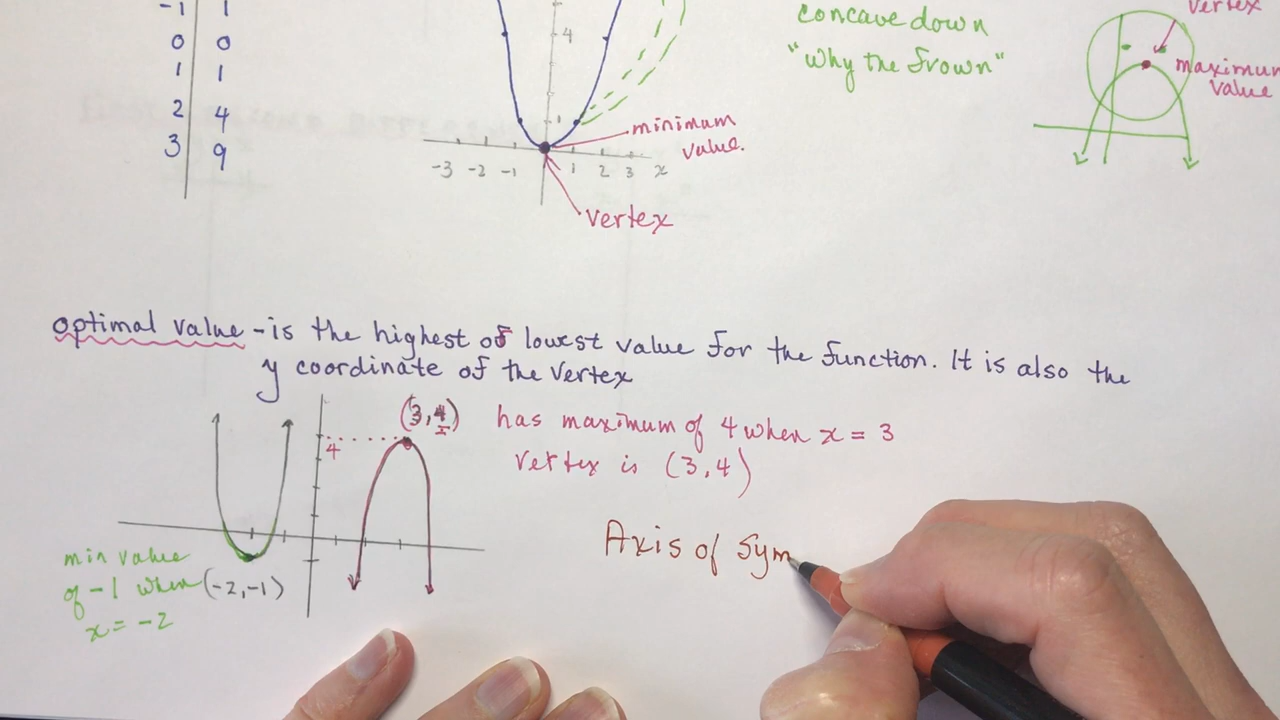 -1 1
0 0
1 1
2 4
3 9
4
1
-3 -2 -1 1 2 3 x
minimum
value.
vertex
concave down
"Why the frown"
vertex
maximum
value
optimal value - is the highest of lowest value for the function. It is also the
y coordinate of the vertex
(3,4)
4
has maximum of 4 when x = 3
vertex is (3,4)
min value
of -1 when
x = -2
(-2,-1)
Axis of Sym